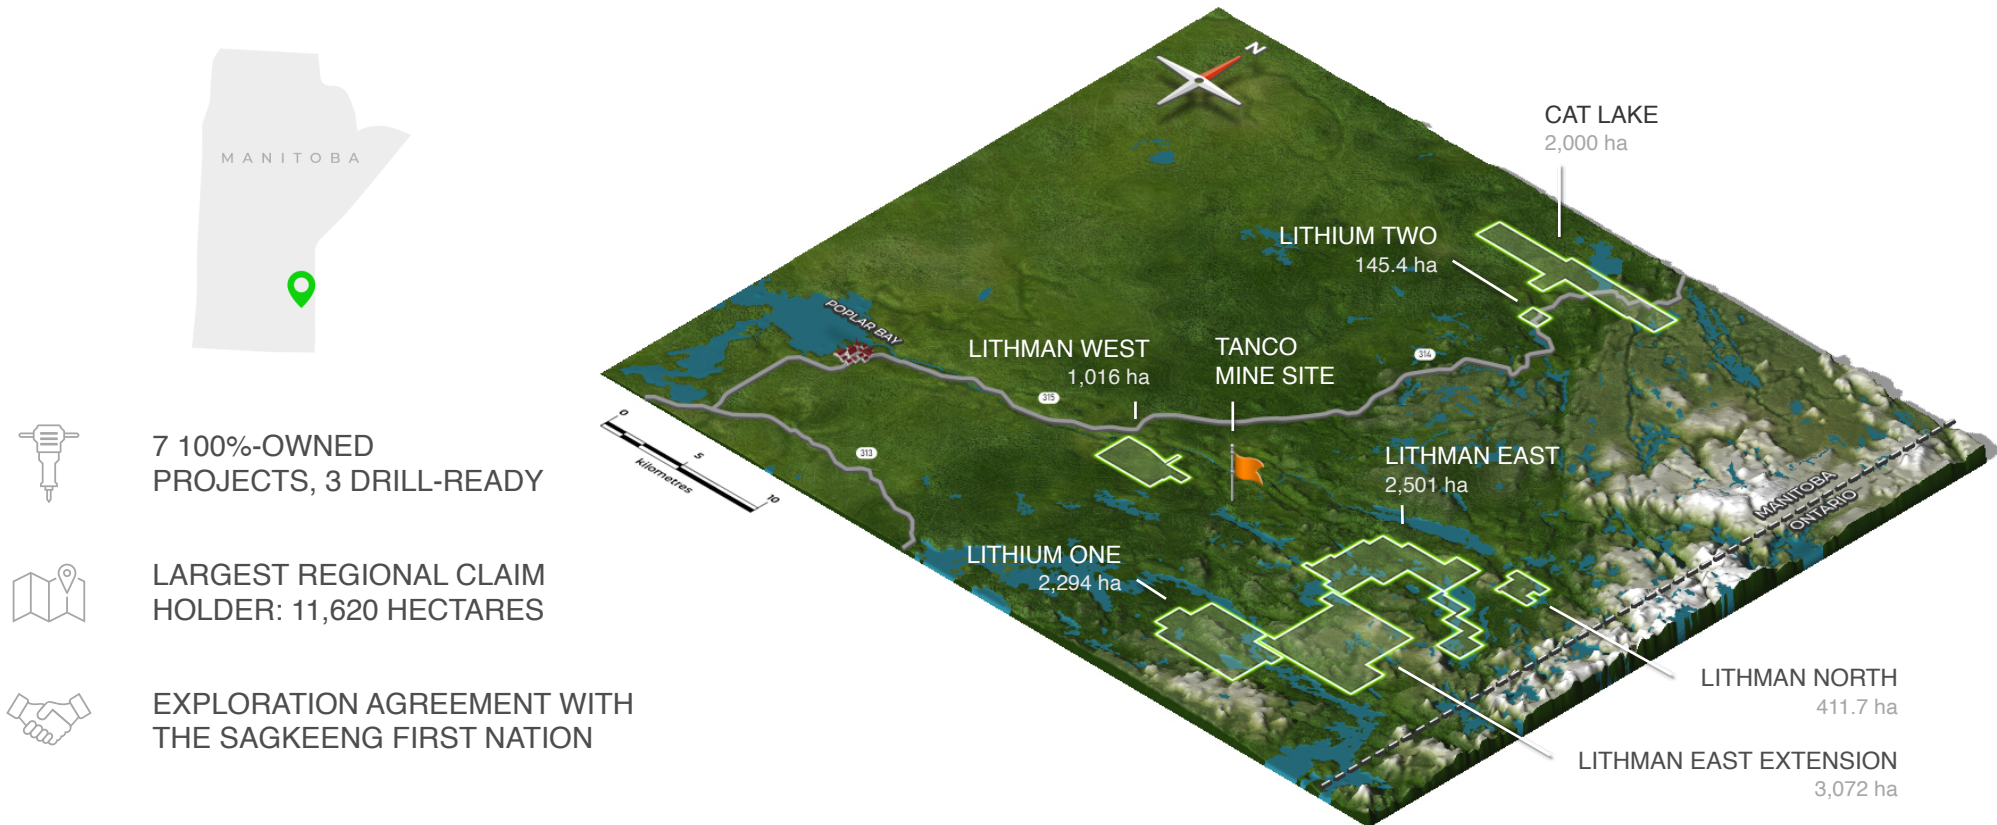 MANITOBA
7 100%-OWNED
PROJECTS, 3 DRILL-READY
LARGEST REGIONAL CLAIM
HOLDER: 11,620 HECTARES
EXPLORATION AGREEMENT WITH
THE SAGKEENG FIRST NATION
N
CAT LAKE
2,000 ha
LITHIUM TWO
145.4 ha
POPLAR BAY
LITHMAN WEST
1,016 ha
TANCO
MINE SITE
314
315
313
0
5
10
kilometres
LITHMAN EAST
2,501 ha
MANITOBA
ONTARIO
LITHIUM ONE
2,294 ha
LITHMAN NORTH
411.7 ha
LITHMAN EAST EXTENSION
3,072 ha